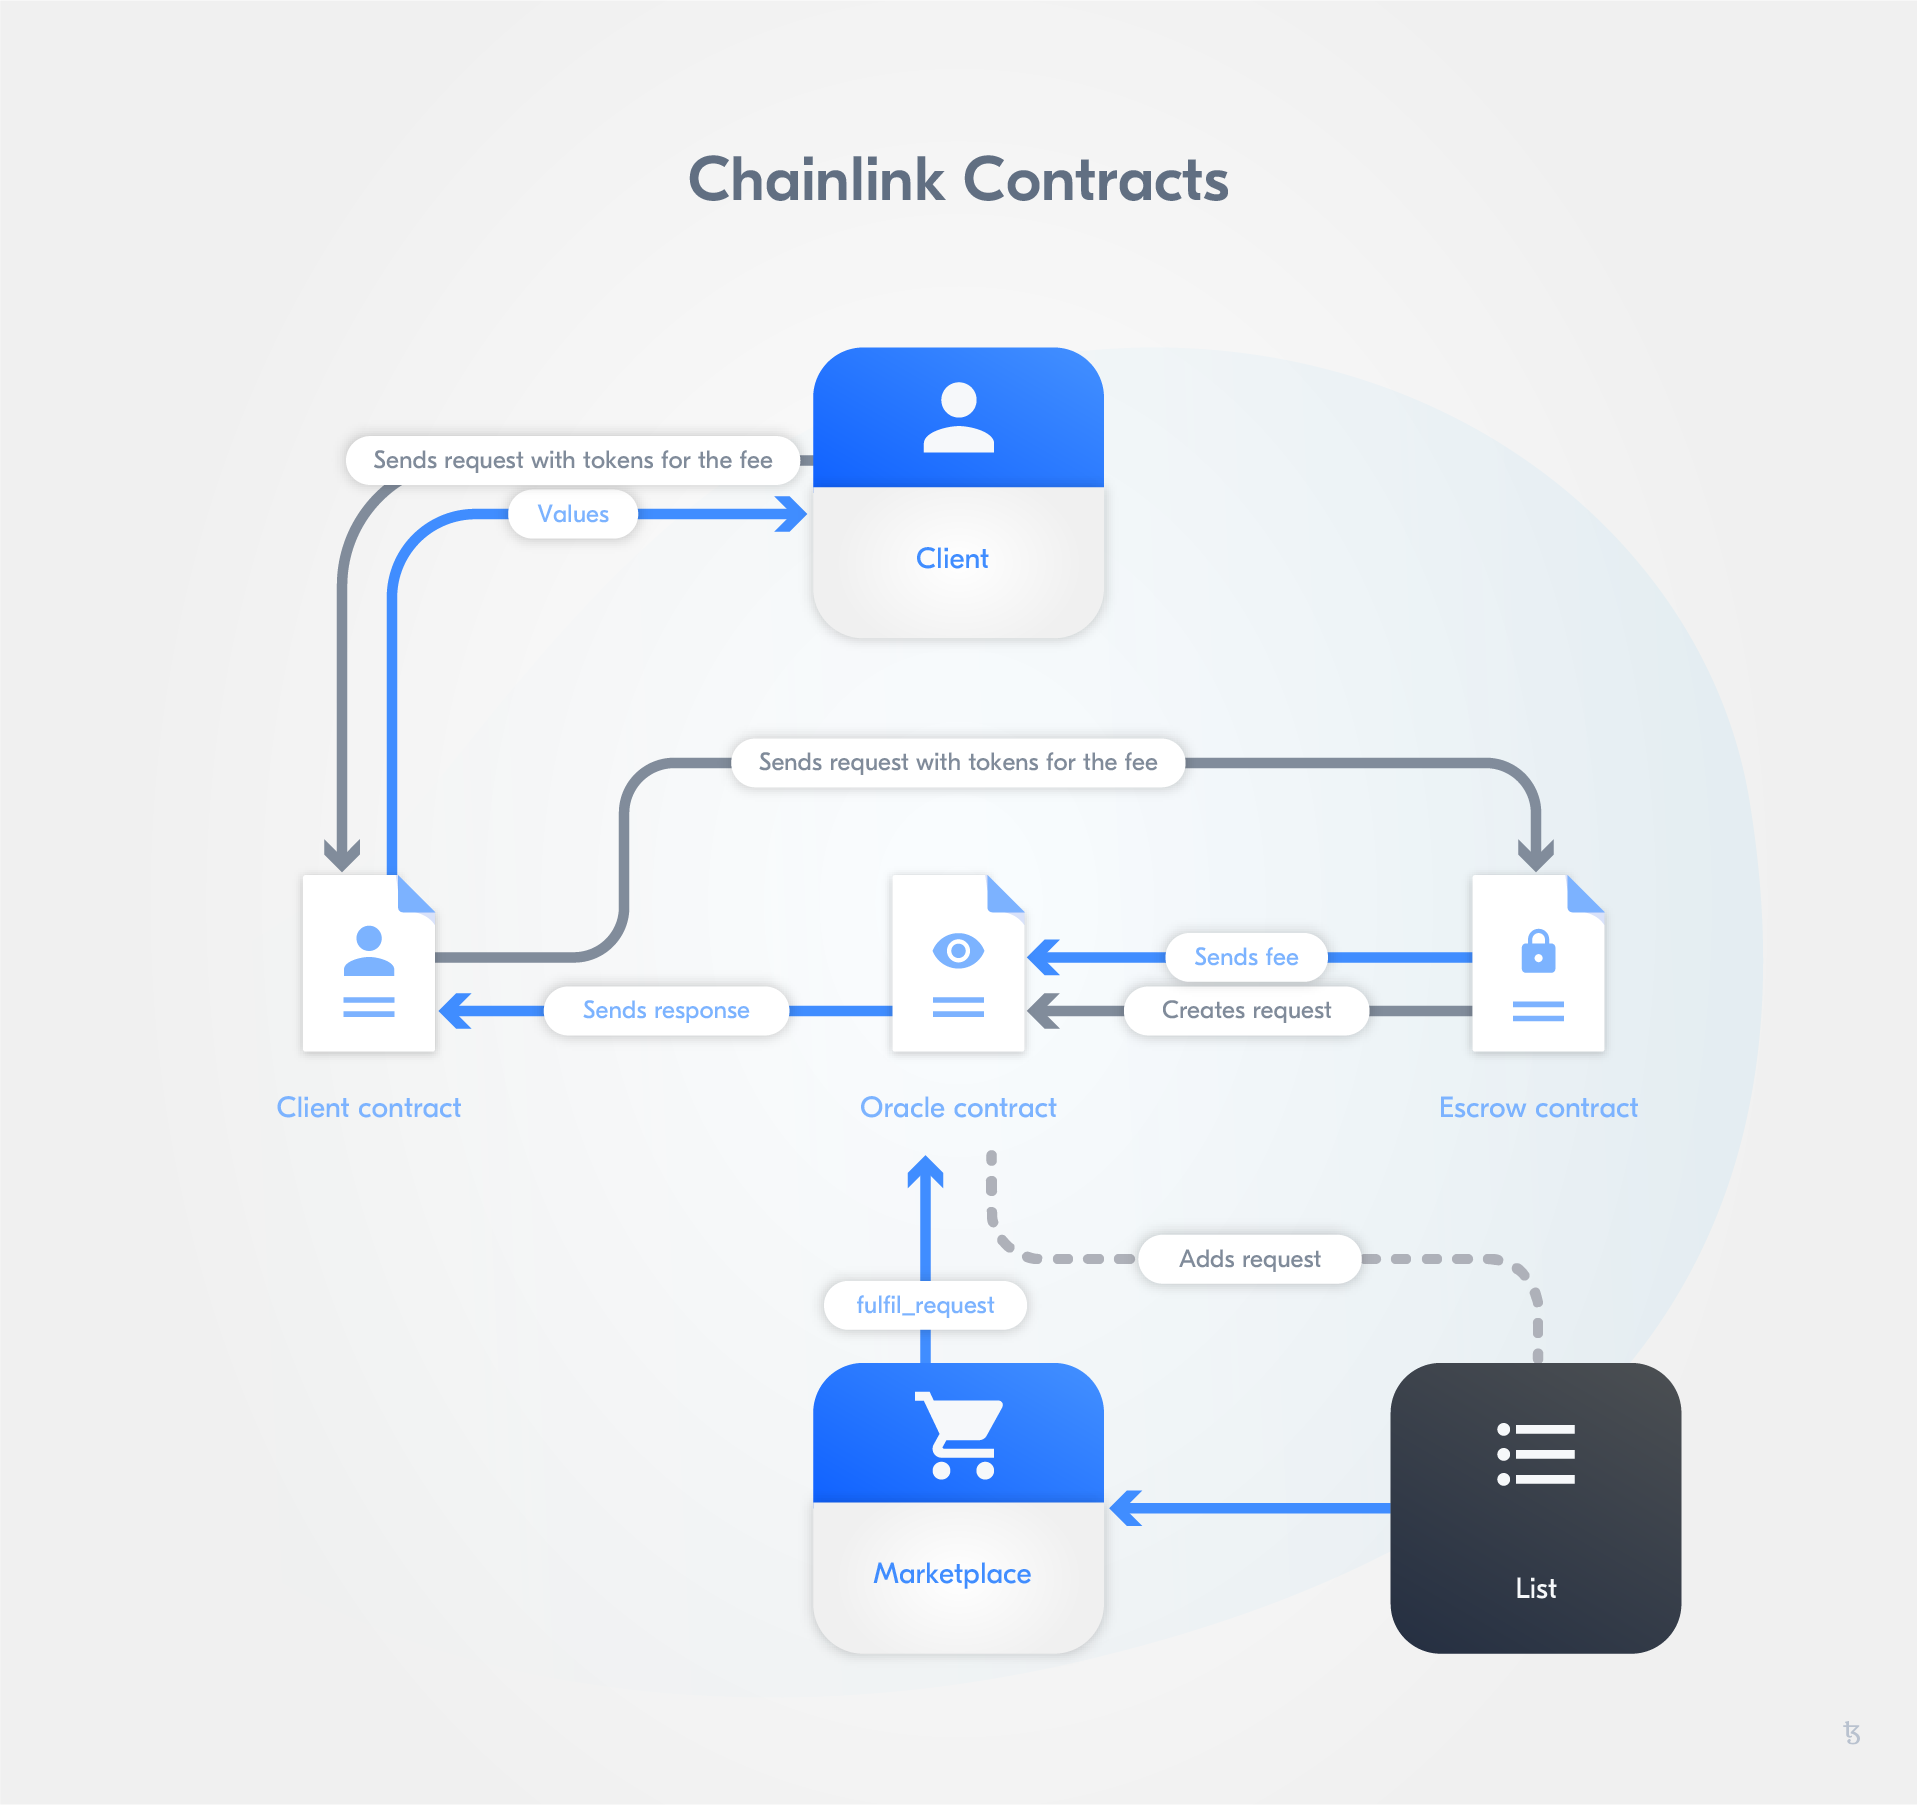 Chainlink Contracts
Sends request with tokens for the fee
Values
Client
Sends request with tokens for the fee
Sends fee
Sends response
Creates request
Client contract
Oracle contract
Escrow contract
Adds request
fulfil_request
Marketplace
List
ꜩ